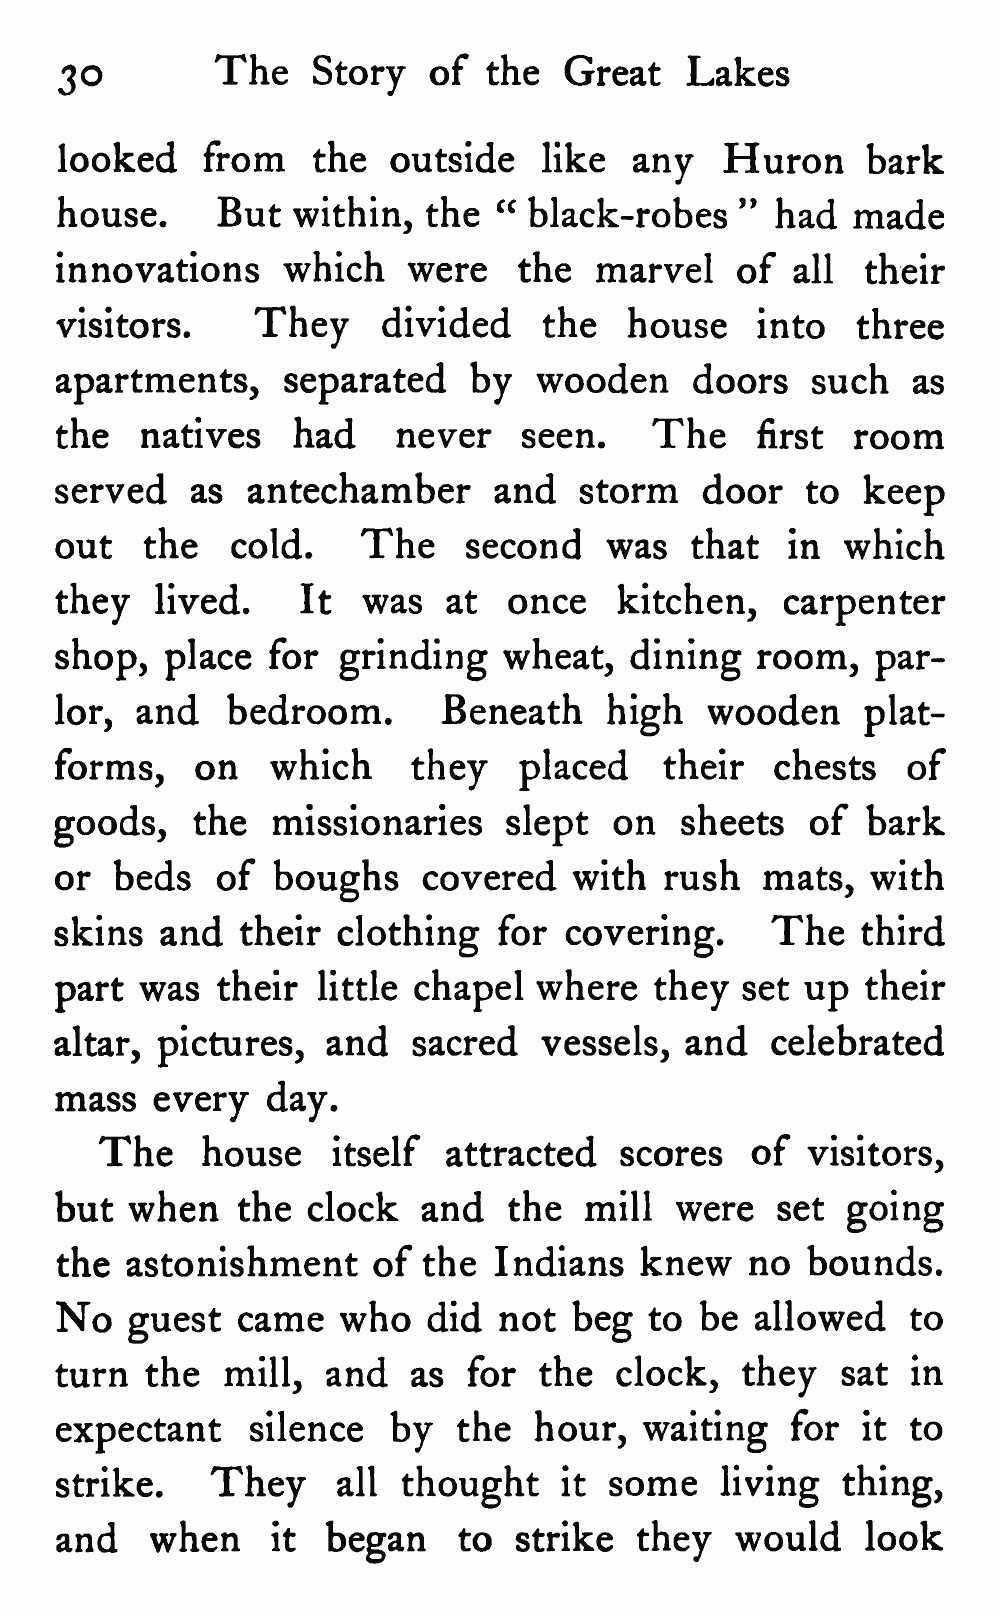 30 The Story of the Great Lakes
looked from the outside like any Huron bark
house. But within, the “ black-robes ” had made
innovations which were the marvel of all their
visitors. They divided the house into three
apartments, separated by wooden doors such as
the natives had never seen. The first room
served as antechamber and storm door to keep
out the cold. The second was that in which
they lived. It was at once kitchen, carpenter
shop, place for grinding wheat, dining room, par-
lor, and bedroom. Beneath high wooden plat-
forms, on which they placed their chests of
goods, the missionaries slept on sheets of bark
or beds of boughs covered with rush mats, with
skins and their clothing for covering. The third
part was their little chapel where they set up their
altar, pictures, and sacred vessels, and celebrated
mass every day.
The house itself attracted scores of visitors,
but when the clock and the mill were set going
the astonishment of the Indians knew no bounds.
No guest came who did not beg to be allowed to
turn the mill, and as for the clock, they sat in
expectant silence by the hour, waiting for it to
strike. They all thought it some living thing,
and when it began to strike they would look